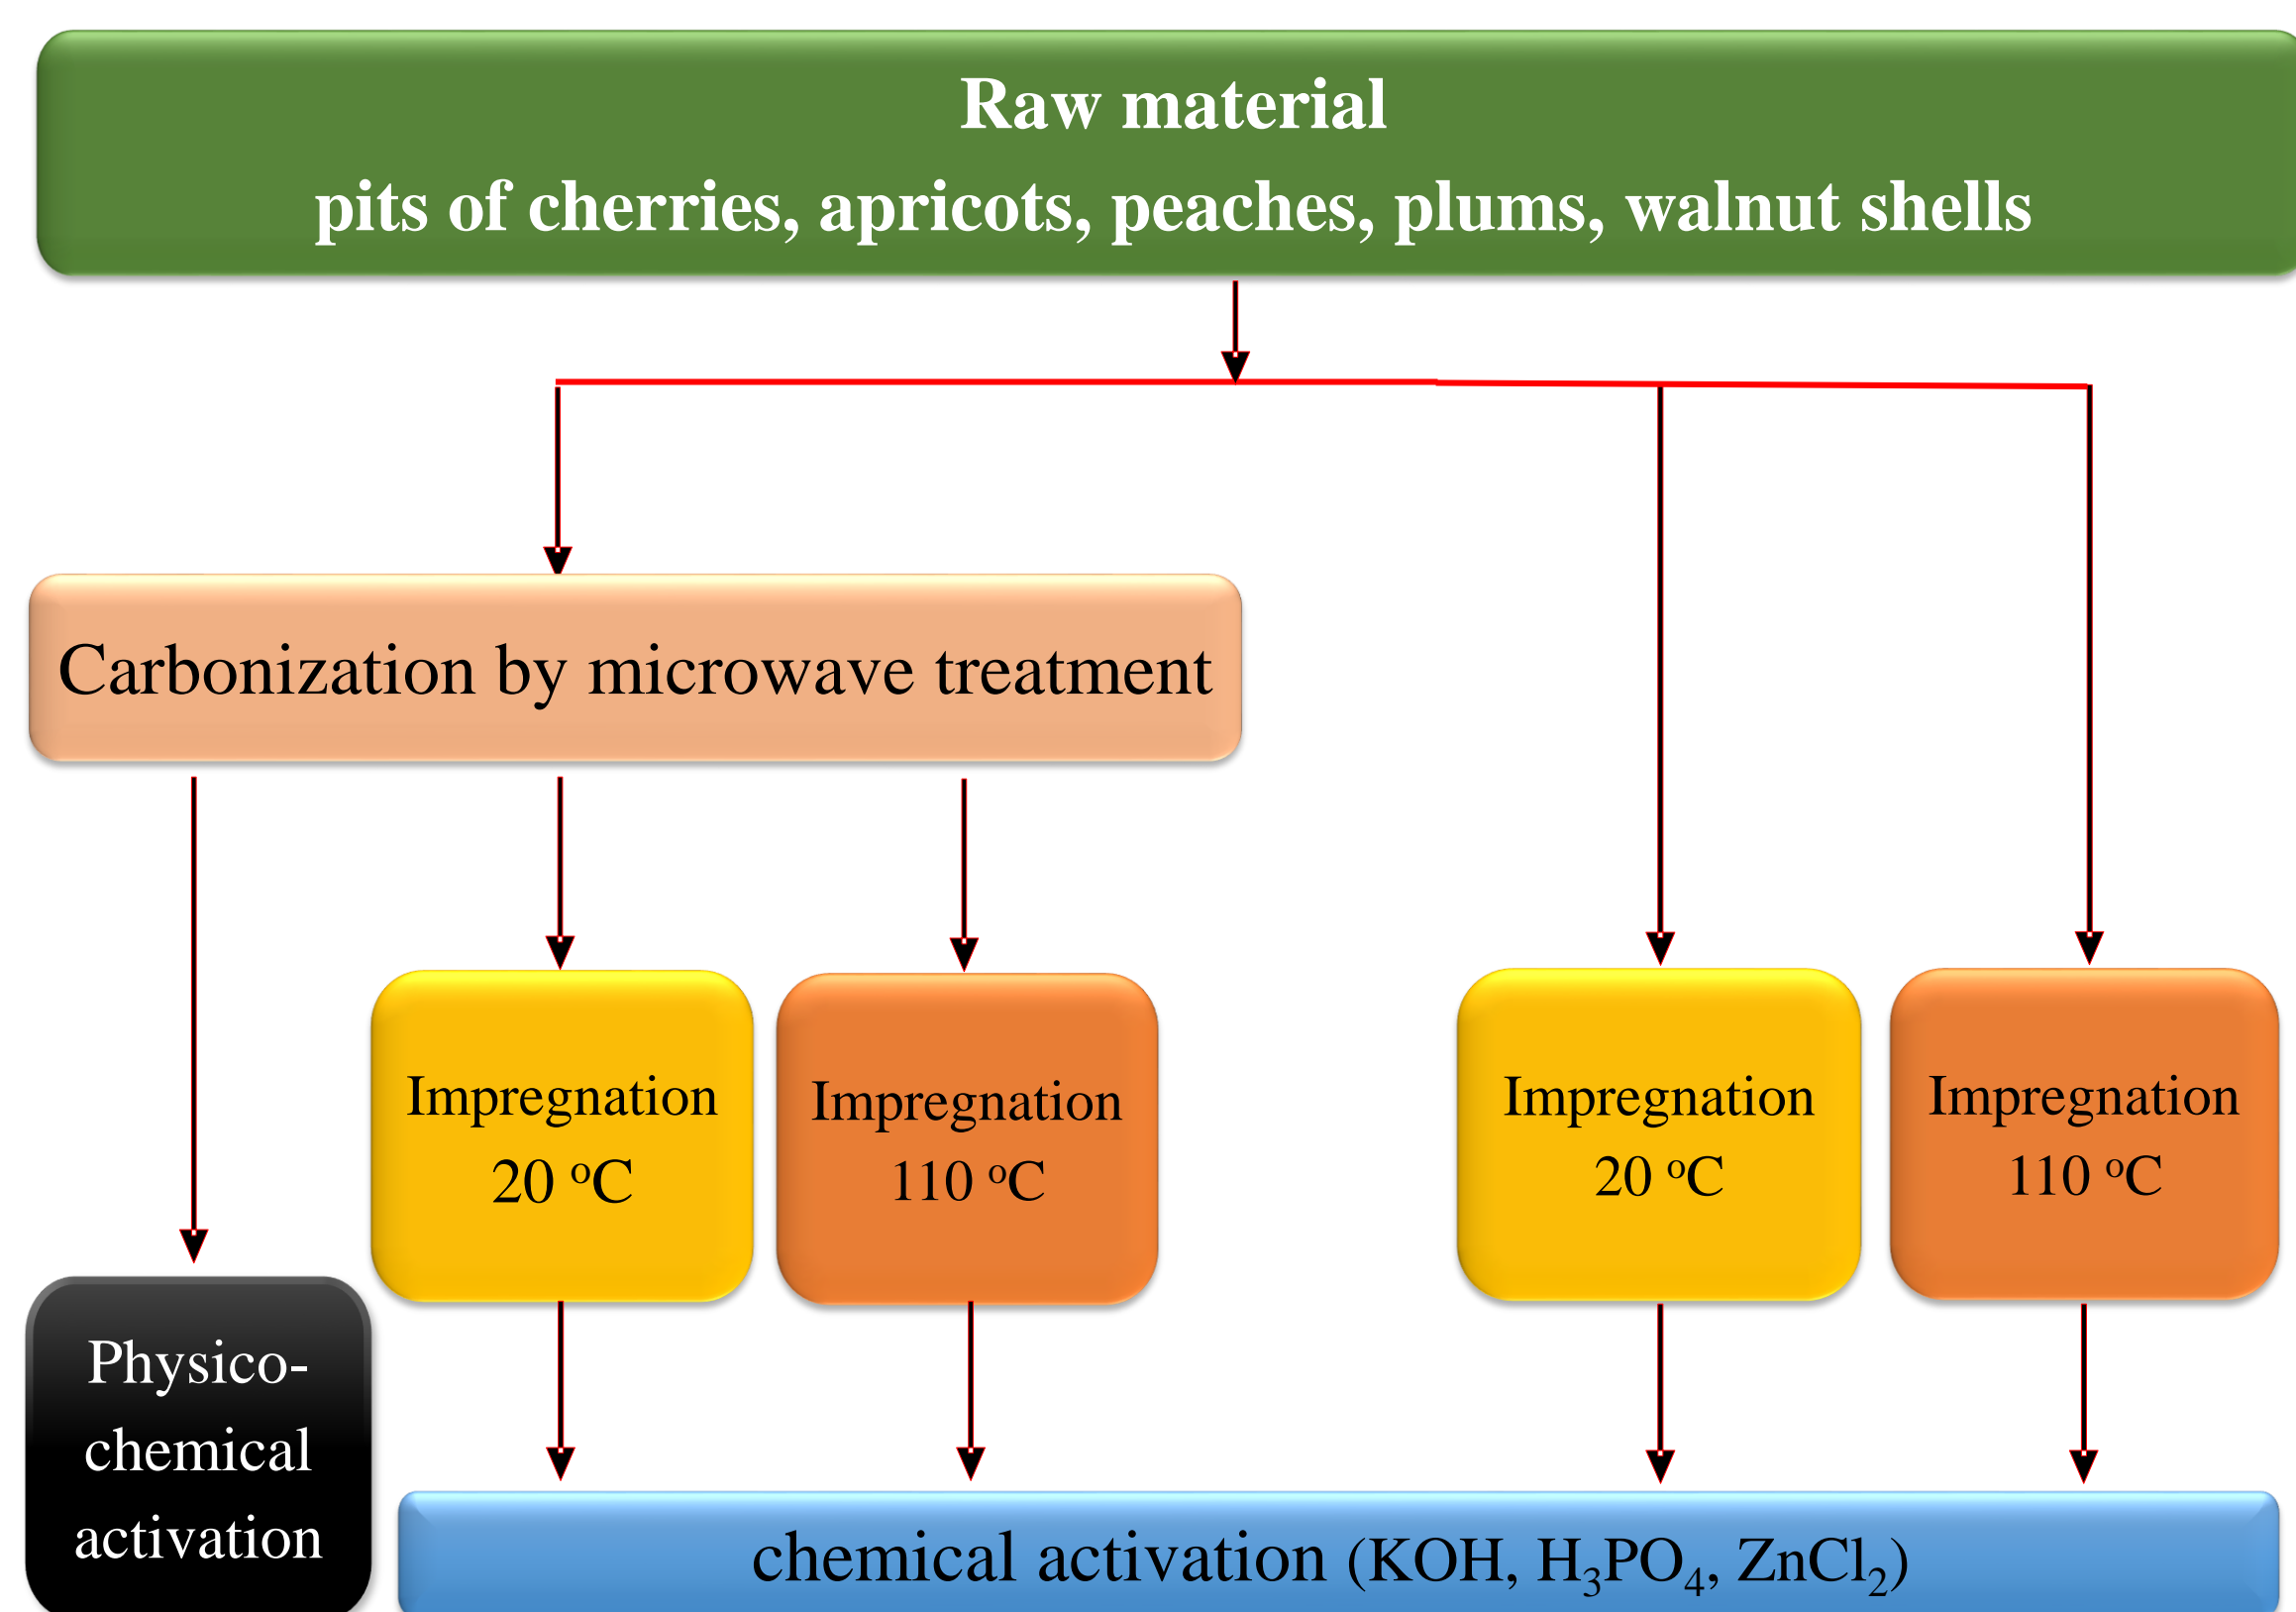 Raw material
pits of cherries, apricots, peaches, plums, walnut shells
Carbonization by microwave treatment
Impregnation
20 °C
Impregnation
110 °C
Impregnation
20 °C
Impregnation
110 °C
Physico-
chemical
activation
chemical activation (KOH, H₃PO₄, ZnCl₂)